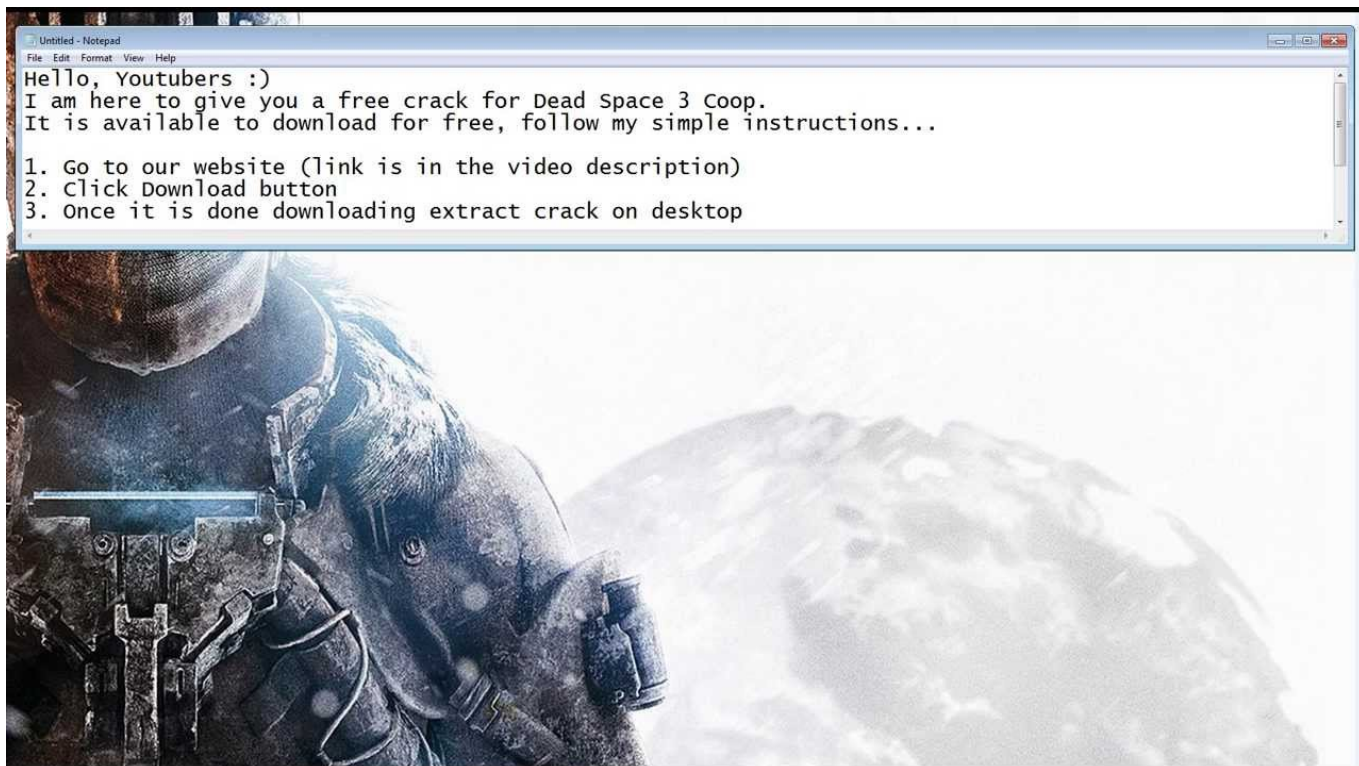 Untitled - Notepad
File Edit Format View Help
Hello, Youtubers :)
I am here to give you a free crack for Dead Space 3 Coop.
It is available to download for free, follow my simple instructions...
1. Go to our website (link is in the video description)
2. Click Download button
3. Once it is done downloading extract crack on desktop